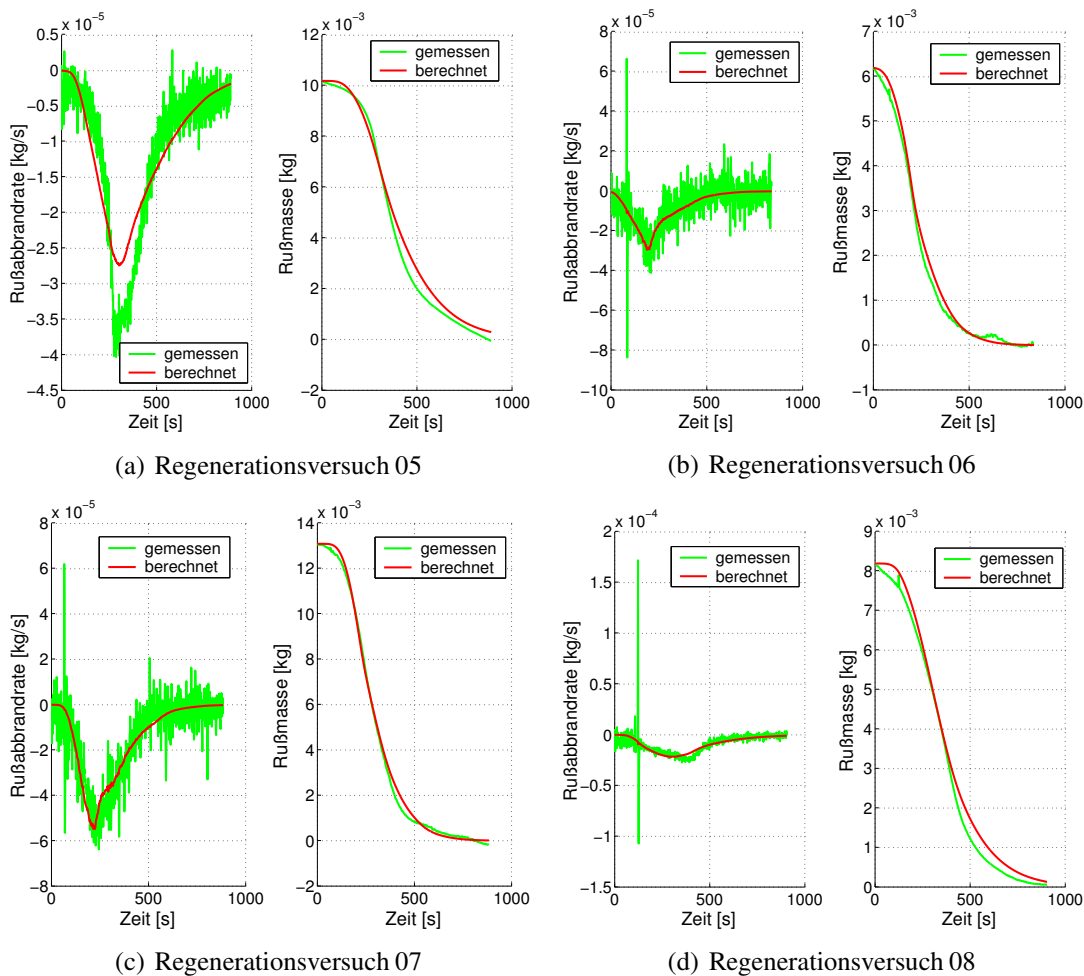 x 10⁻⁵
0.5
0
−0.5
−1
−1.5
−2
−2.5
−3
−3.5
−4
−4.5
Rußabbrandrate [kg/s]
gemessen
berechnet
0 500 1000
Zeit [s]
x 10⁻³
12
10
8
6
4
2
0
−2
Rußmasse [kg]
gemessen
berechnet
0 500 1000
Zeit [s]
(a) Regenerationsversuch 05
x 10⁻⁵
8
6
4
2
0
−2
−4
−6
−8
−10
Rußabbrandrate [kg/s]
gemessen
berechnet
0 500 1000
Zeit [s]
x 10⁻³
7
6
5
4
3
2
1
0
−1
Rußmasse [kg]
gemessen
berechnet
0 500 1000
Zeit [s]
(b) Regenerationsversuch 06
x 10⁻⁵
8
6
4
2
0
−2
−4
−6
−8
Rußabbrandrate [kg/s]
gemessen
berechnet
0 500 1000
Zeit [s]
x 10⁻³
14
12
10
8
6
4
2
0
−2
Rußmasse [kg]
gemessen
berechnet
0 500 1000
Zeit [s]
(c) Regenerationsversuch 07
x 10⁻⁴
2
1.5
1
0.5
0
−0.5
−1
−1.5
Rußabbrandrate [kg/s]
gemessen
berechnet
0 500 1000
Zeit [s]
x 10⁻³
9
8
7
6
5
4
3
2
1
0
Rußmasse [kg]
gemessen
berechnet
0 500 1000
Zeit [s]
(d) Regenerationsversuch 08